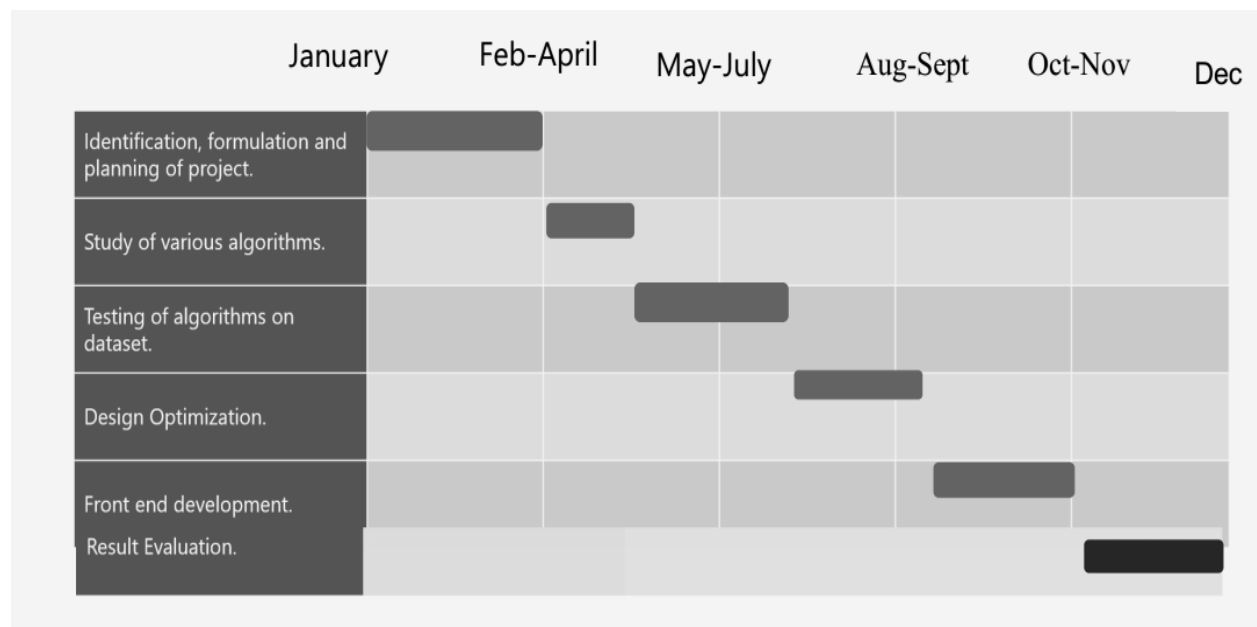 January
Feb-April
May-July
Aug-Sept
Oct-Nov
Dec
Identification, formulation and
planning of project.
Study of various algorithms.
Testing of algorithms on
dataset.
Design Optimization.
Front end development.
Result Evaluation.